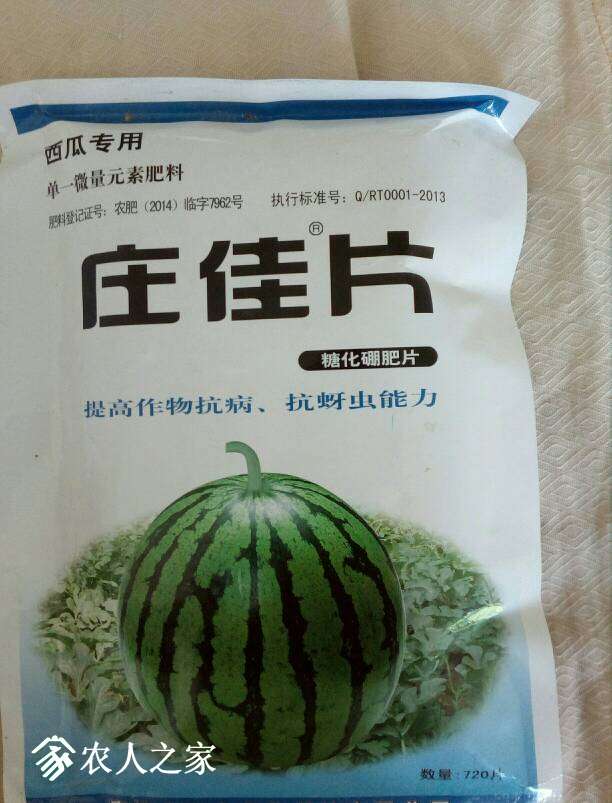 西瓜专用
单一微量元素肥料
肥料登记证号：农肥（2014）临字7962号 执行标准号：Q/RT0001-2013
庄佳片®
糖化硼肥片
提高作物抗病、抗蚜虫能力
农人之家
数量：720片